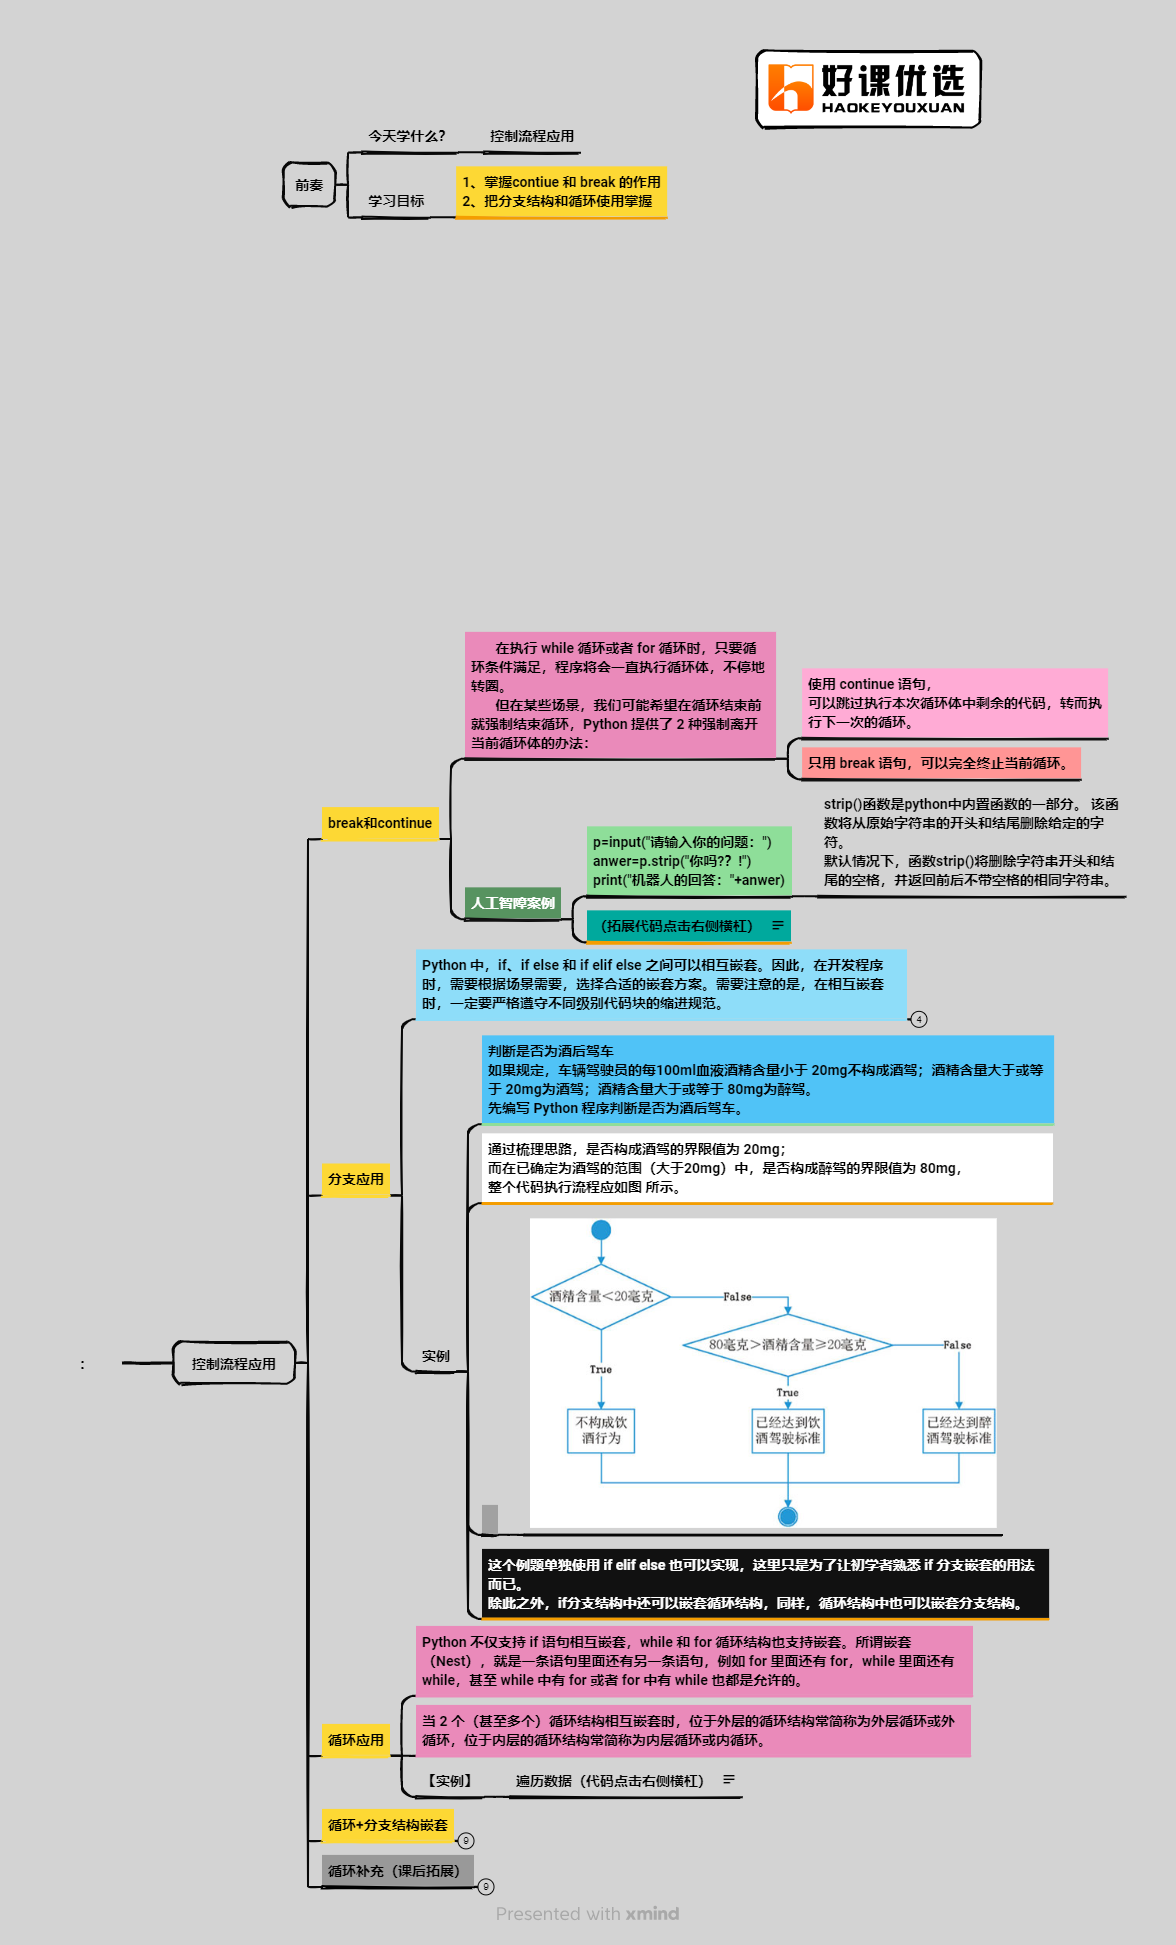 好课优选
HAOKEYOUXUAN
今天学什么?
控制流程应用
前奏
学习目标
1、掌握contiue 和 break 的作用
2、把分支结构和循环使用掌握
在执行 while 循环或者 for 循环时，只要循
环条件满足，程序将会一直执行循环体，不停地
转圈。
但在某些场景，我们可能希望在循环结束前
就强制结束循环，Python 提供了 2 种强制离开
当前循环体的办法：
使用 continue 语句，
可以跳过执行本次循环体中剩余的代码，转而执
行下一次的循环。
只用 break 语句，可以完全终止当前循环。
break和continue
人工智障案例
p=input("请输入你的问题：")
anwer=p.strip("你吗?？!")
print("机器人的回答："+anwer)
strip()函数是python中内置函数的一部分。 该函
数将从原始字符串的开头和结尾删除给定的字
符。
默认情况下，函数strip()将删除字符串开头和结
尾的空格，并返回前后不带空格的相同字符串。
（拓展代码点击右侧横杠）
Python 中，if、if else 和 if elif else 之间可以相互嵌套。因此，在开发程序
时，需要根据场景需要，选择合适的嵌套方案。需要注意的是，在相互嵌套
时，一定要严格遵守不同级别代码块的缩进规范。
4
判断是否为酒后驾车
如果规定，车辆驾驶员的每100ml血液酒精含量小于 20mg不构成酒驾；酒精含量大于或等
于 20mg为酒驾；酒精含量大于或等于 80mg为醉驾。
先编写 Python 程序判断是否为酒后驾车。
通过梳理思路，是否构成酒驾的界限值为 20mg；
而在已确定为酒驾的范围（大于20mg）中，是否构成醉驾的界限值为 80mg，
整个代码执行流程应如图 所示。
分支应用
实例
酒精含量＜20毫克
False
80毫克＞酒精含量≥20毫克
False
True
True
不构成饮
酒行为
已经达到饮
酒驾驶标准
已经达到醉
酒驾驶标准
这个例题单独使用 if elif else 也可以实现，这里只是为了让初学者熟悉 if 分支嵌套的用法
而已。
除此之外，if分支结构中还可以嵌套循环结构，同样，循环结构中也可以嵌套分支结构。
：
控制流程应用
Python 不仅支持 if 语句相互嵌套，while 和 for 循环结构也支持嵌套。所谓嵌套
（Nest），就是一条语句里面还有另一条语句，例如 for 里面还有 for，while 里面还有
while，甚至 while 中有 for 或者 for 中有 while 也都是允许的。
当 2 个（甚至多个）循环结构相互嵌套时，位于外层的循环结构常简称为外层循环或外
循环，位于内层的循环结构常简称为内层循环或内循环。
循环应用
【实例】
遍历数据（代码点击右侧横杠）
循环+分支结构嵌套
9
循环补充（课后拓展）
9
Presented with xmind